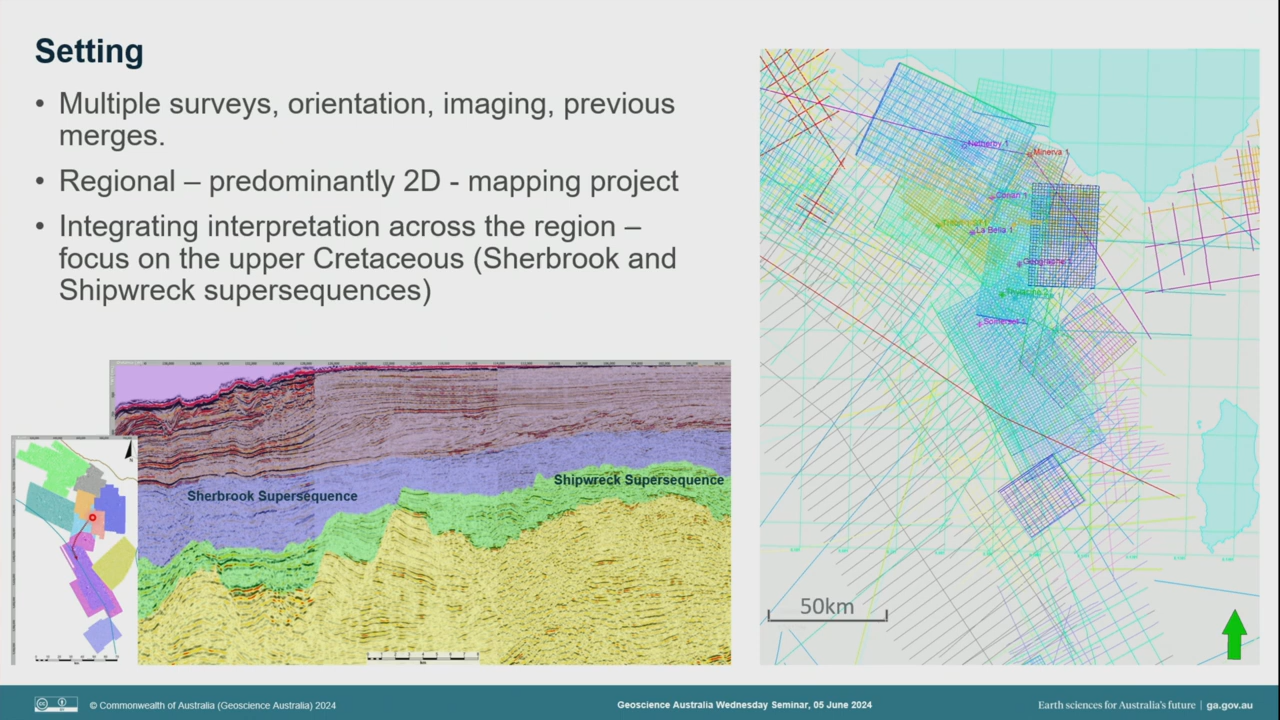 Setting
• Multiple surveys, orientation, imaging, previous
merges.
• Regional – predominantly 2D - mapping project
• Integrating interpretation across the region –
focus on the upper Cretaceous (Sherbrook and
Shipwreck supersequences)
Sherbrook Supersequence
Shipwreck Supersequence
Netherby 1
Minerva 1
Conan 1
La Bella 1
Somerset 1
50km
© Commonwealth of Australia (Geoscience Australia) 2024
Geoscience Australia Wednesday Seminar, 05 June 2024
Earth sciences for Australia's future | ga.gov.au